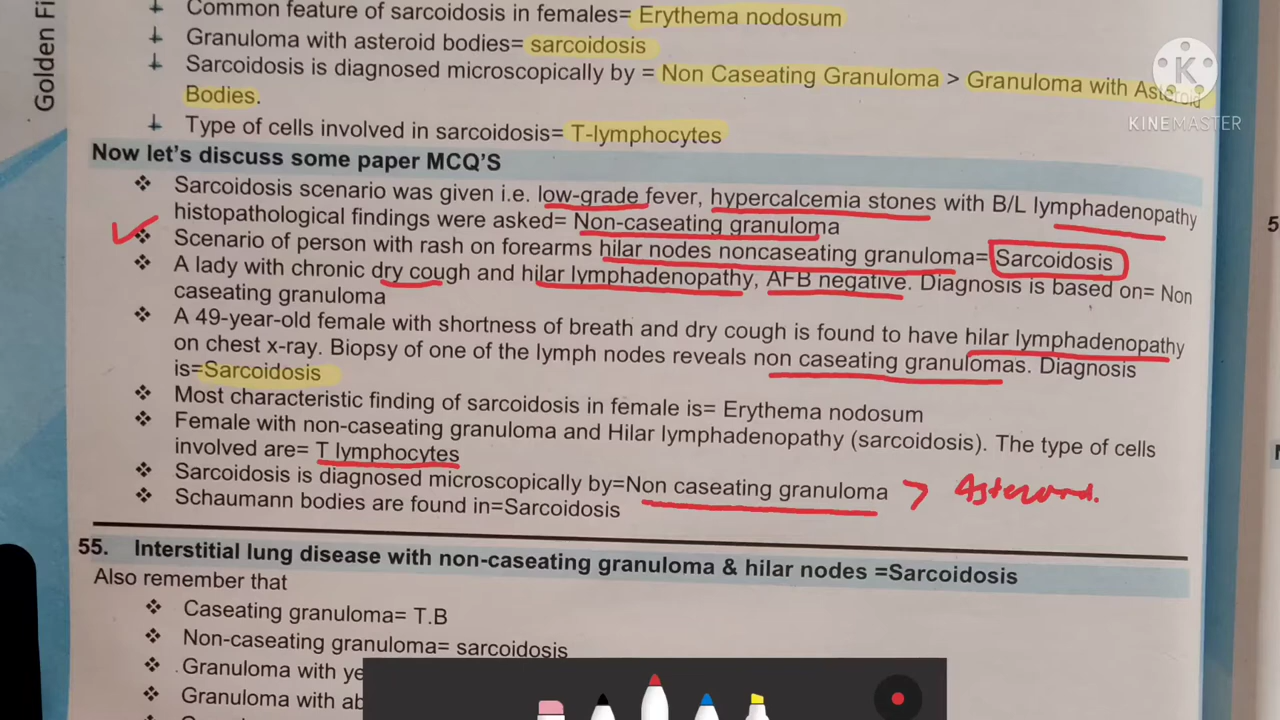 Golden Fi
Common feature of sarcoidosis in females= Erythema nodosum
Granuloma with asteroid bodies= sarcoidosis
Sarcoidosis is diagnosed microscopically by = Non Caseating Granuloma > Granuloma with Asteroid
Bodies.
Type of cells involved in sarcoidosis= T-lymphocytes
KINEMASTER
Now let's discuss some paper MCQ'S
Sarcoidosis scenario was given i.e. low-grade fever, hypercalcemia stones with B/L lymphadenopathy
histopathological findings were asked= Non-caseating granuloma
Scenario of person with rash on forearms hilar nodes noncaseating granuloma= Sarcoidosis
A lady with chronic dry cough and hilar lymphadenopathy, AFB negative. Diagnosis is based on= Non
caseating granuloma
A 49-year-old female with shortness of breath and dry cough is found to have hilar lymphadenopathy
on chest x-ray. Biopsy of one of the lymph nodes reveals non caseating granulomas. Diagnosis
is=Sarcoidosis
Most characteristic finding of sarcoidosis in female is= Erythema nodosum
Female with non-caseating granuloma and Hilar lymphadenopathy (sarcoidosis). The type of cells
involved are= T lymphocytes
Sarcoidosis is diagnosed microscopically by=Non caseating granuloma >
Schaumann bodies are found in=Sarcoidosis
55. Interstitial lung disease with non-caseating granuloma & hilar nodes =Sarcoidosis
Also remember that
Caseating granuloma= T.B
Non-caseating granuloma= sarcoidosis
Granuloma with ye
Granuloma with ab